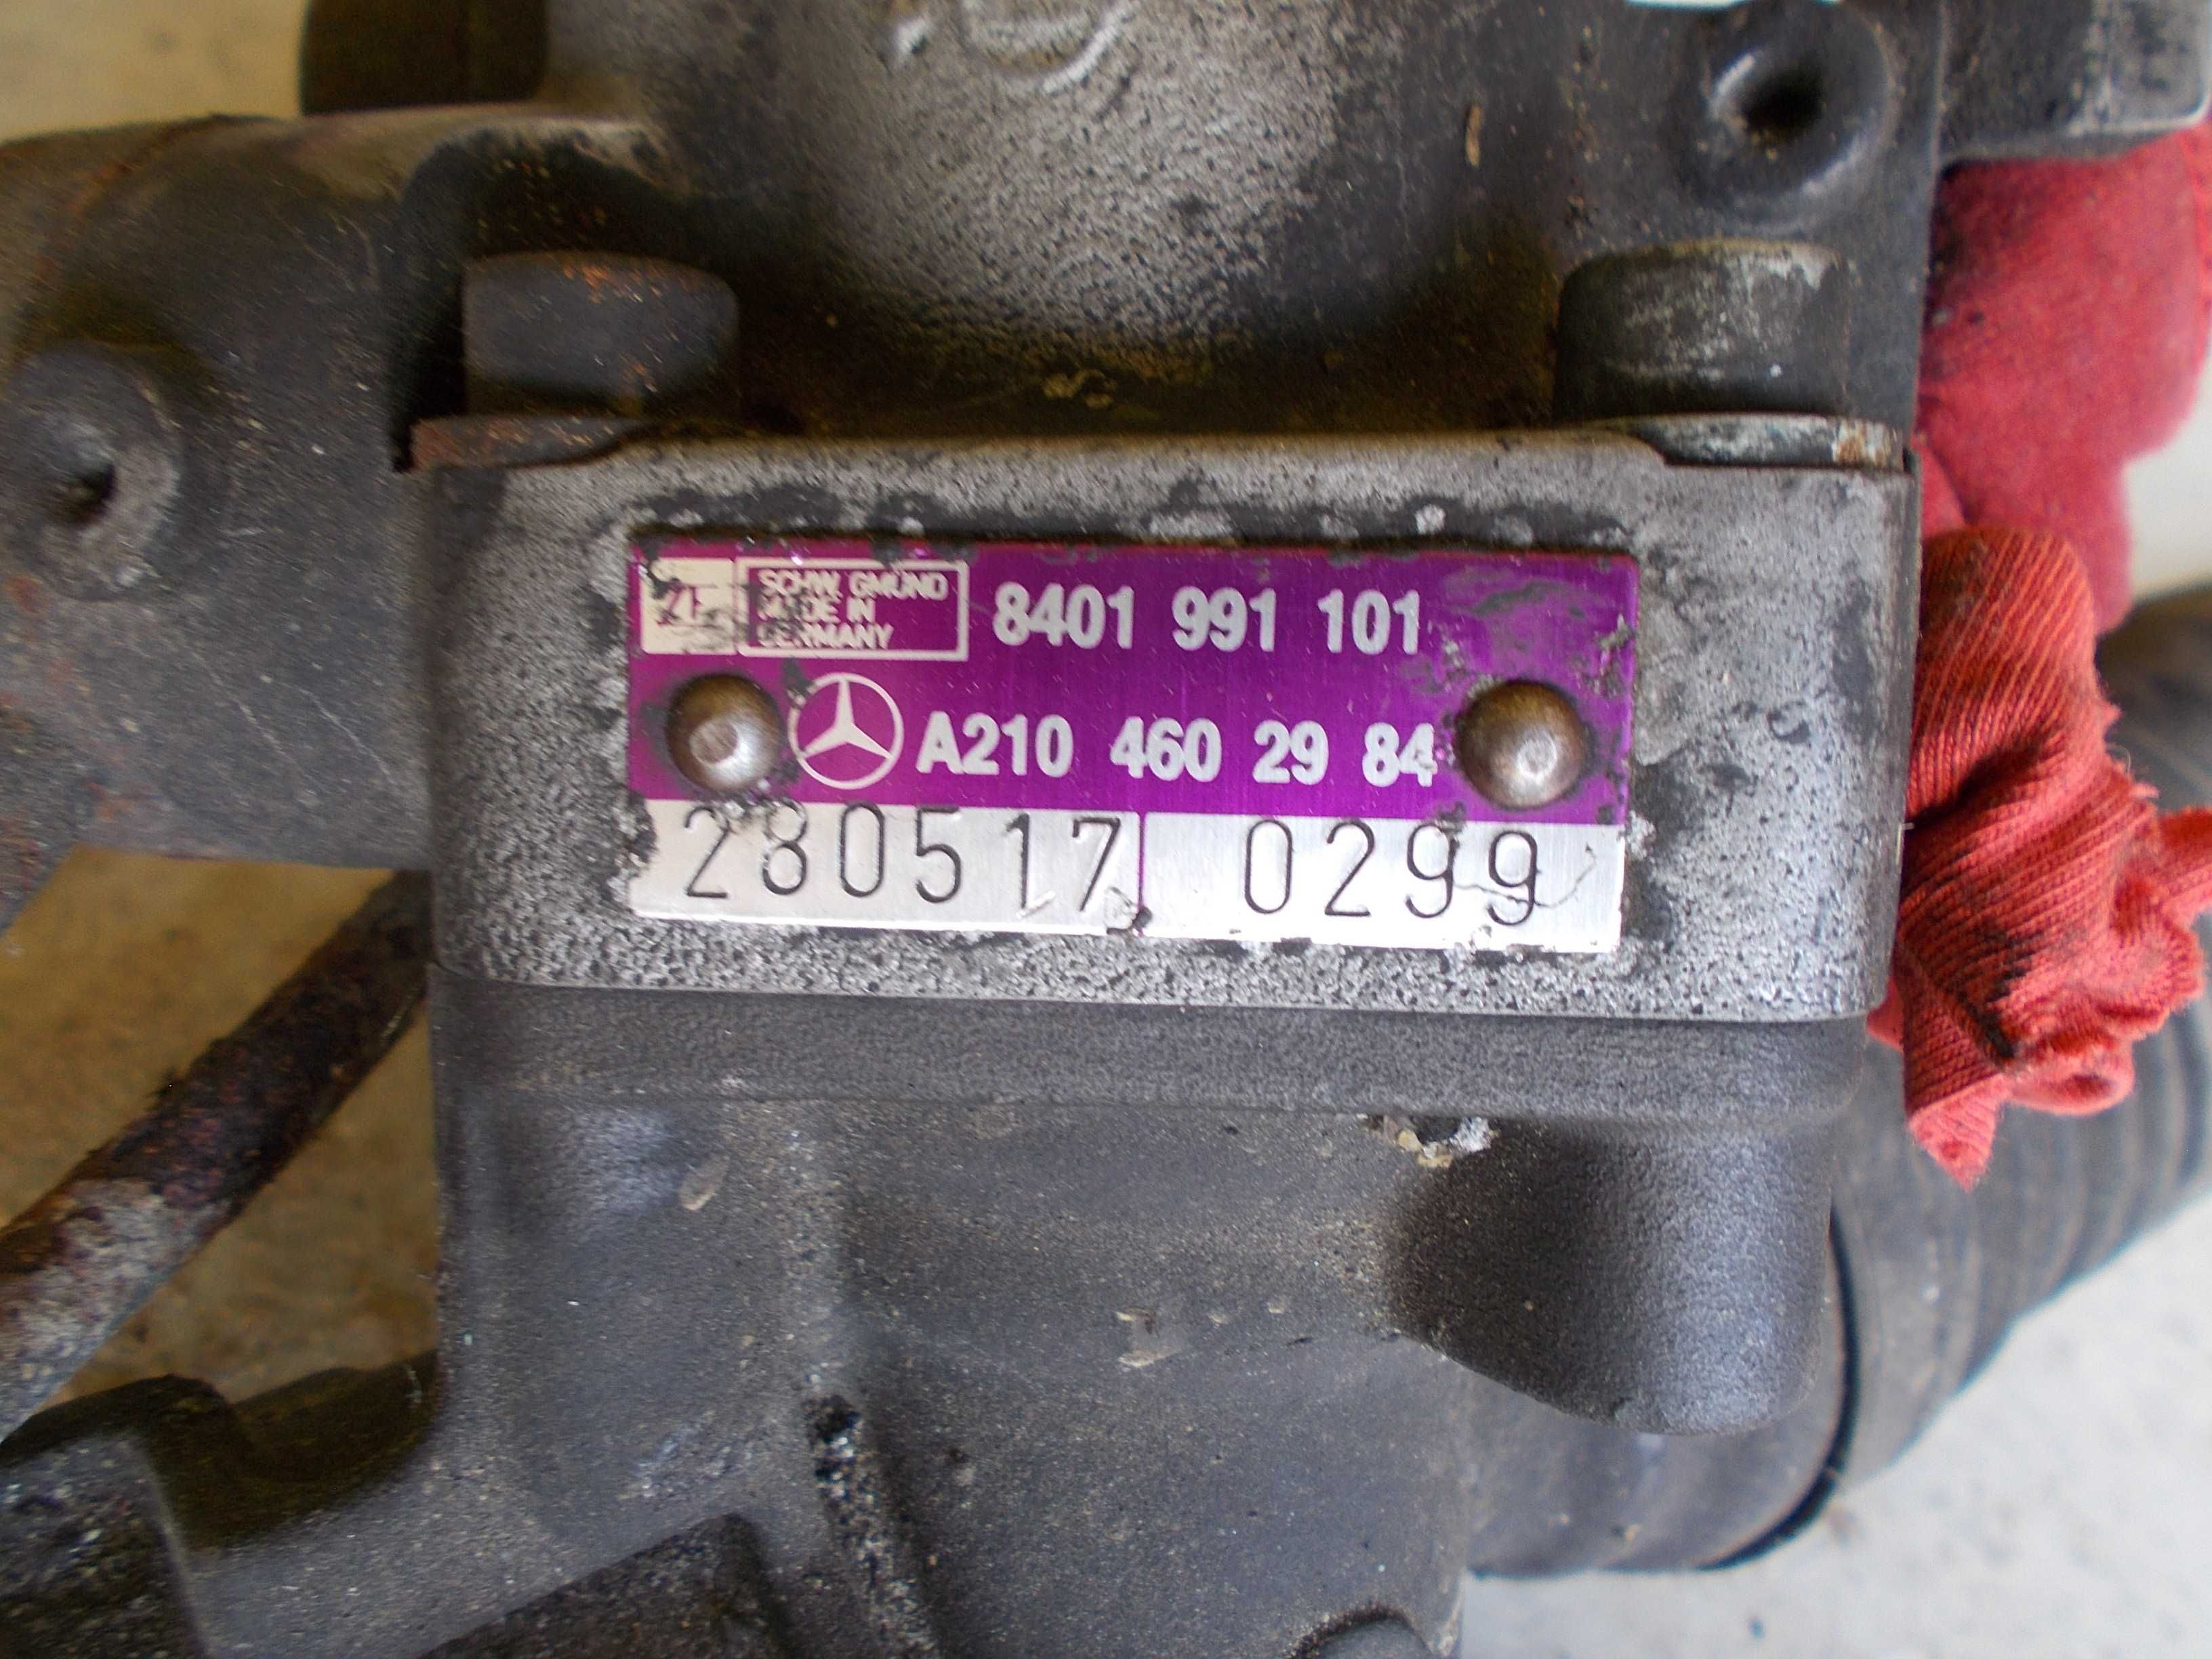 ZF SCHW. GMÜND
MADE IN
GERMANY
8401 991 101
A210 460 29 84
280517 0299